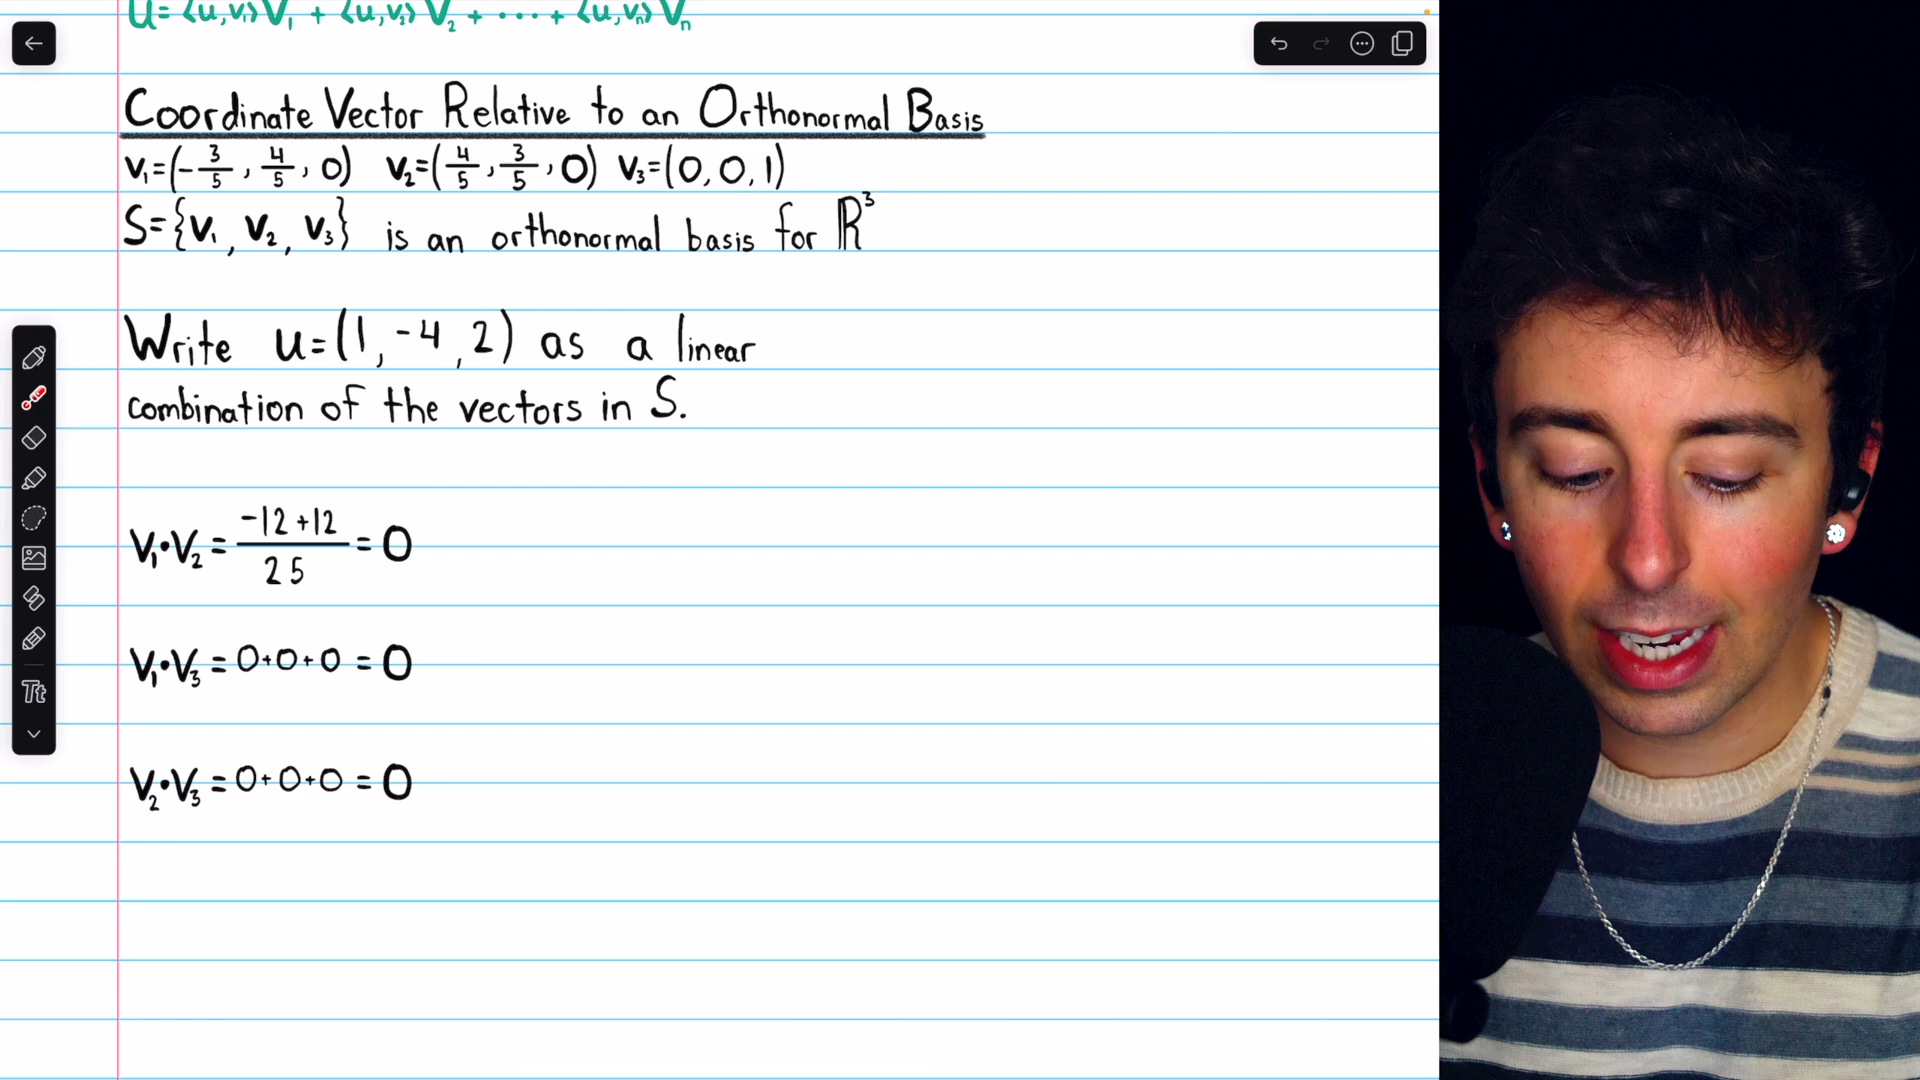 u = ⟨u,v₁⟩v₁ + ⟨u,v₂⟩v₂ + ⋯ + ⟨u,vₙ⟩vₙ
Coordinate Vector Relative to an Orthonormal Basis
v₁=(-3/5, 4/5, 0) v₂=(4/5, 3/5, 0) v₃=(0, 0, 1)
S={v₁, v₂, v₃} is an orthonormal basis for ℝ³
Write u=(1, -4, 2) as a linear
combination of the vectors in S.
v₁•v₂ = (-12+12)/25 = 0
v₁•v₃ = 0+0+0 = 0
v₂•v₃ = 0+0+0 = 0
Tt